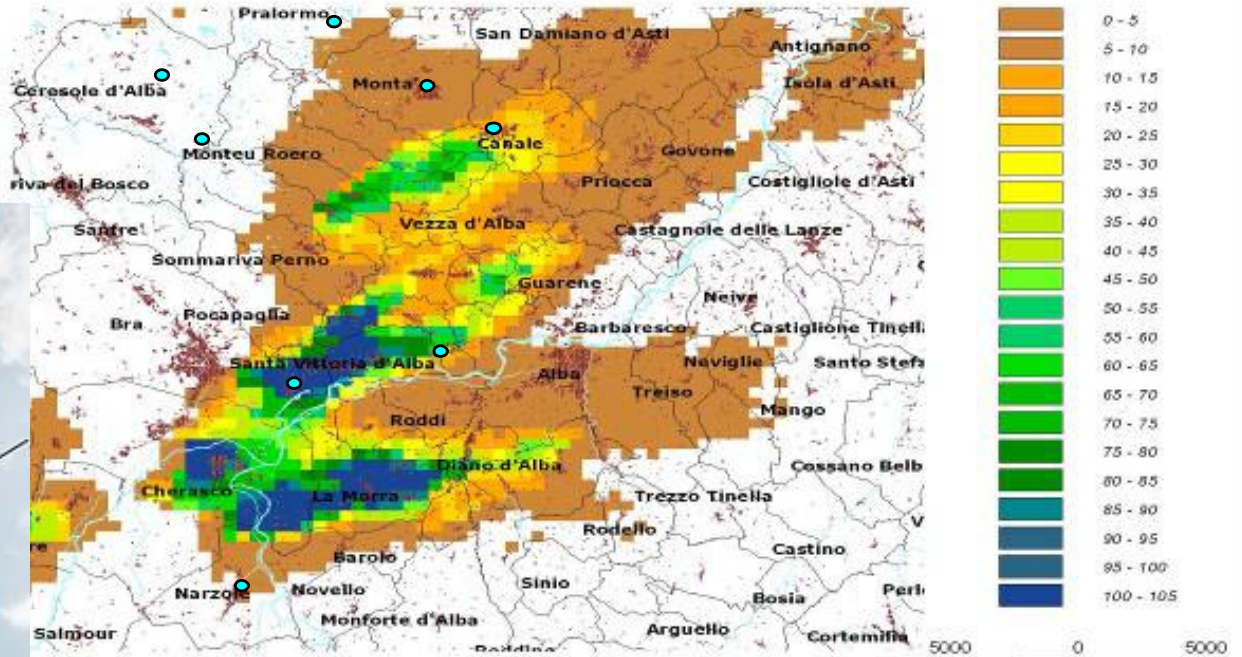 Pralormo
San Damiano d'Asti
Antignano
Ceresole d'Alba
Monta'
Isola d'Asti
Monteu Roero
Canale
Govone
riva del Bosco
Priocca
Costigliole d'Asti
Sanfre'
Vezza d'Alba
Castagnole delle Lanze
Sommariva Perno
Guarene
Neive
Bra
Pocapaglia
Barbaresco
Castiglione Tinella
Santa Vittoria d'Alba
Alba
Neviglie
Santo Stefa
Treiso
Roddi
Mango
Diano d'Alba
Cossano Belb
Cherasco
La Morra
Trezzo Tinella
Rodello
V
re
Barolo
Castino
Narzole
Novello
Sinio
Bosia
Perl
Salmour
Monforte d'Alba
Arguello
Cortemilia
Roddino
0 - 5
5 - 10
10 - 15
15 - 20
20 - 25
25 - 30
30 - 35
35 - 40
40 - 45
45 - 50
50 - 55
55 - 60
60 - 65
65 - 70
70 - 75
75 - 80
80 - 85
85 - 90
90 - 95
95 - 100
100 - 105
5000 0 5000